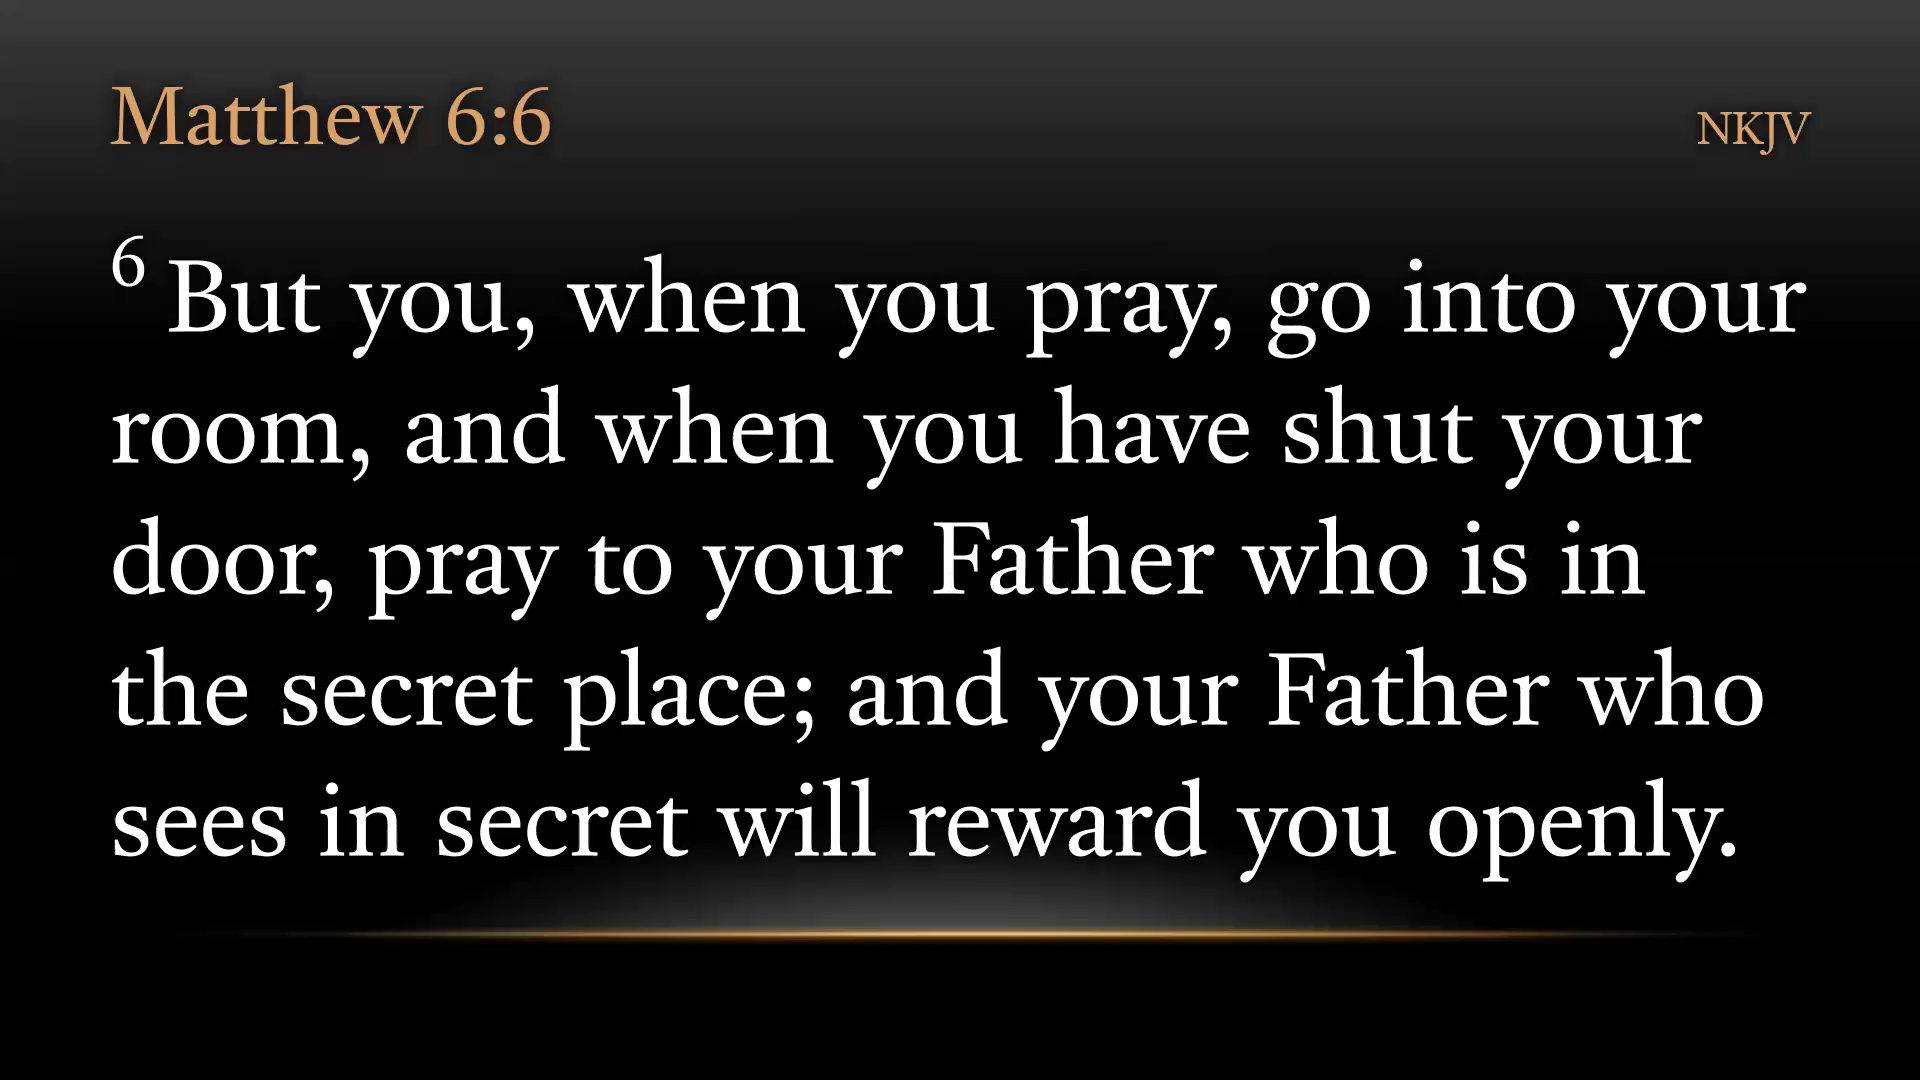 Matthew 6:6 NKJV
6 But you, when you pray, go into your
room, and when you have shut your
door, pray to your Father who is in
the secret place; and your Father who
sees in secret will reward you openly.